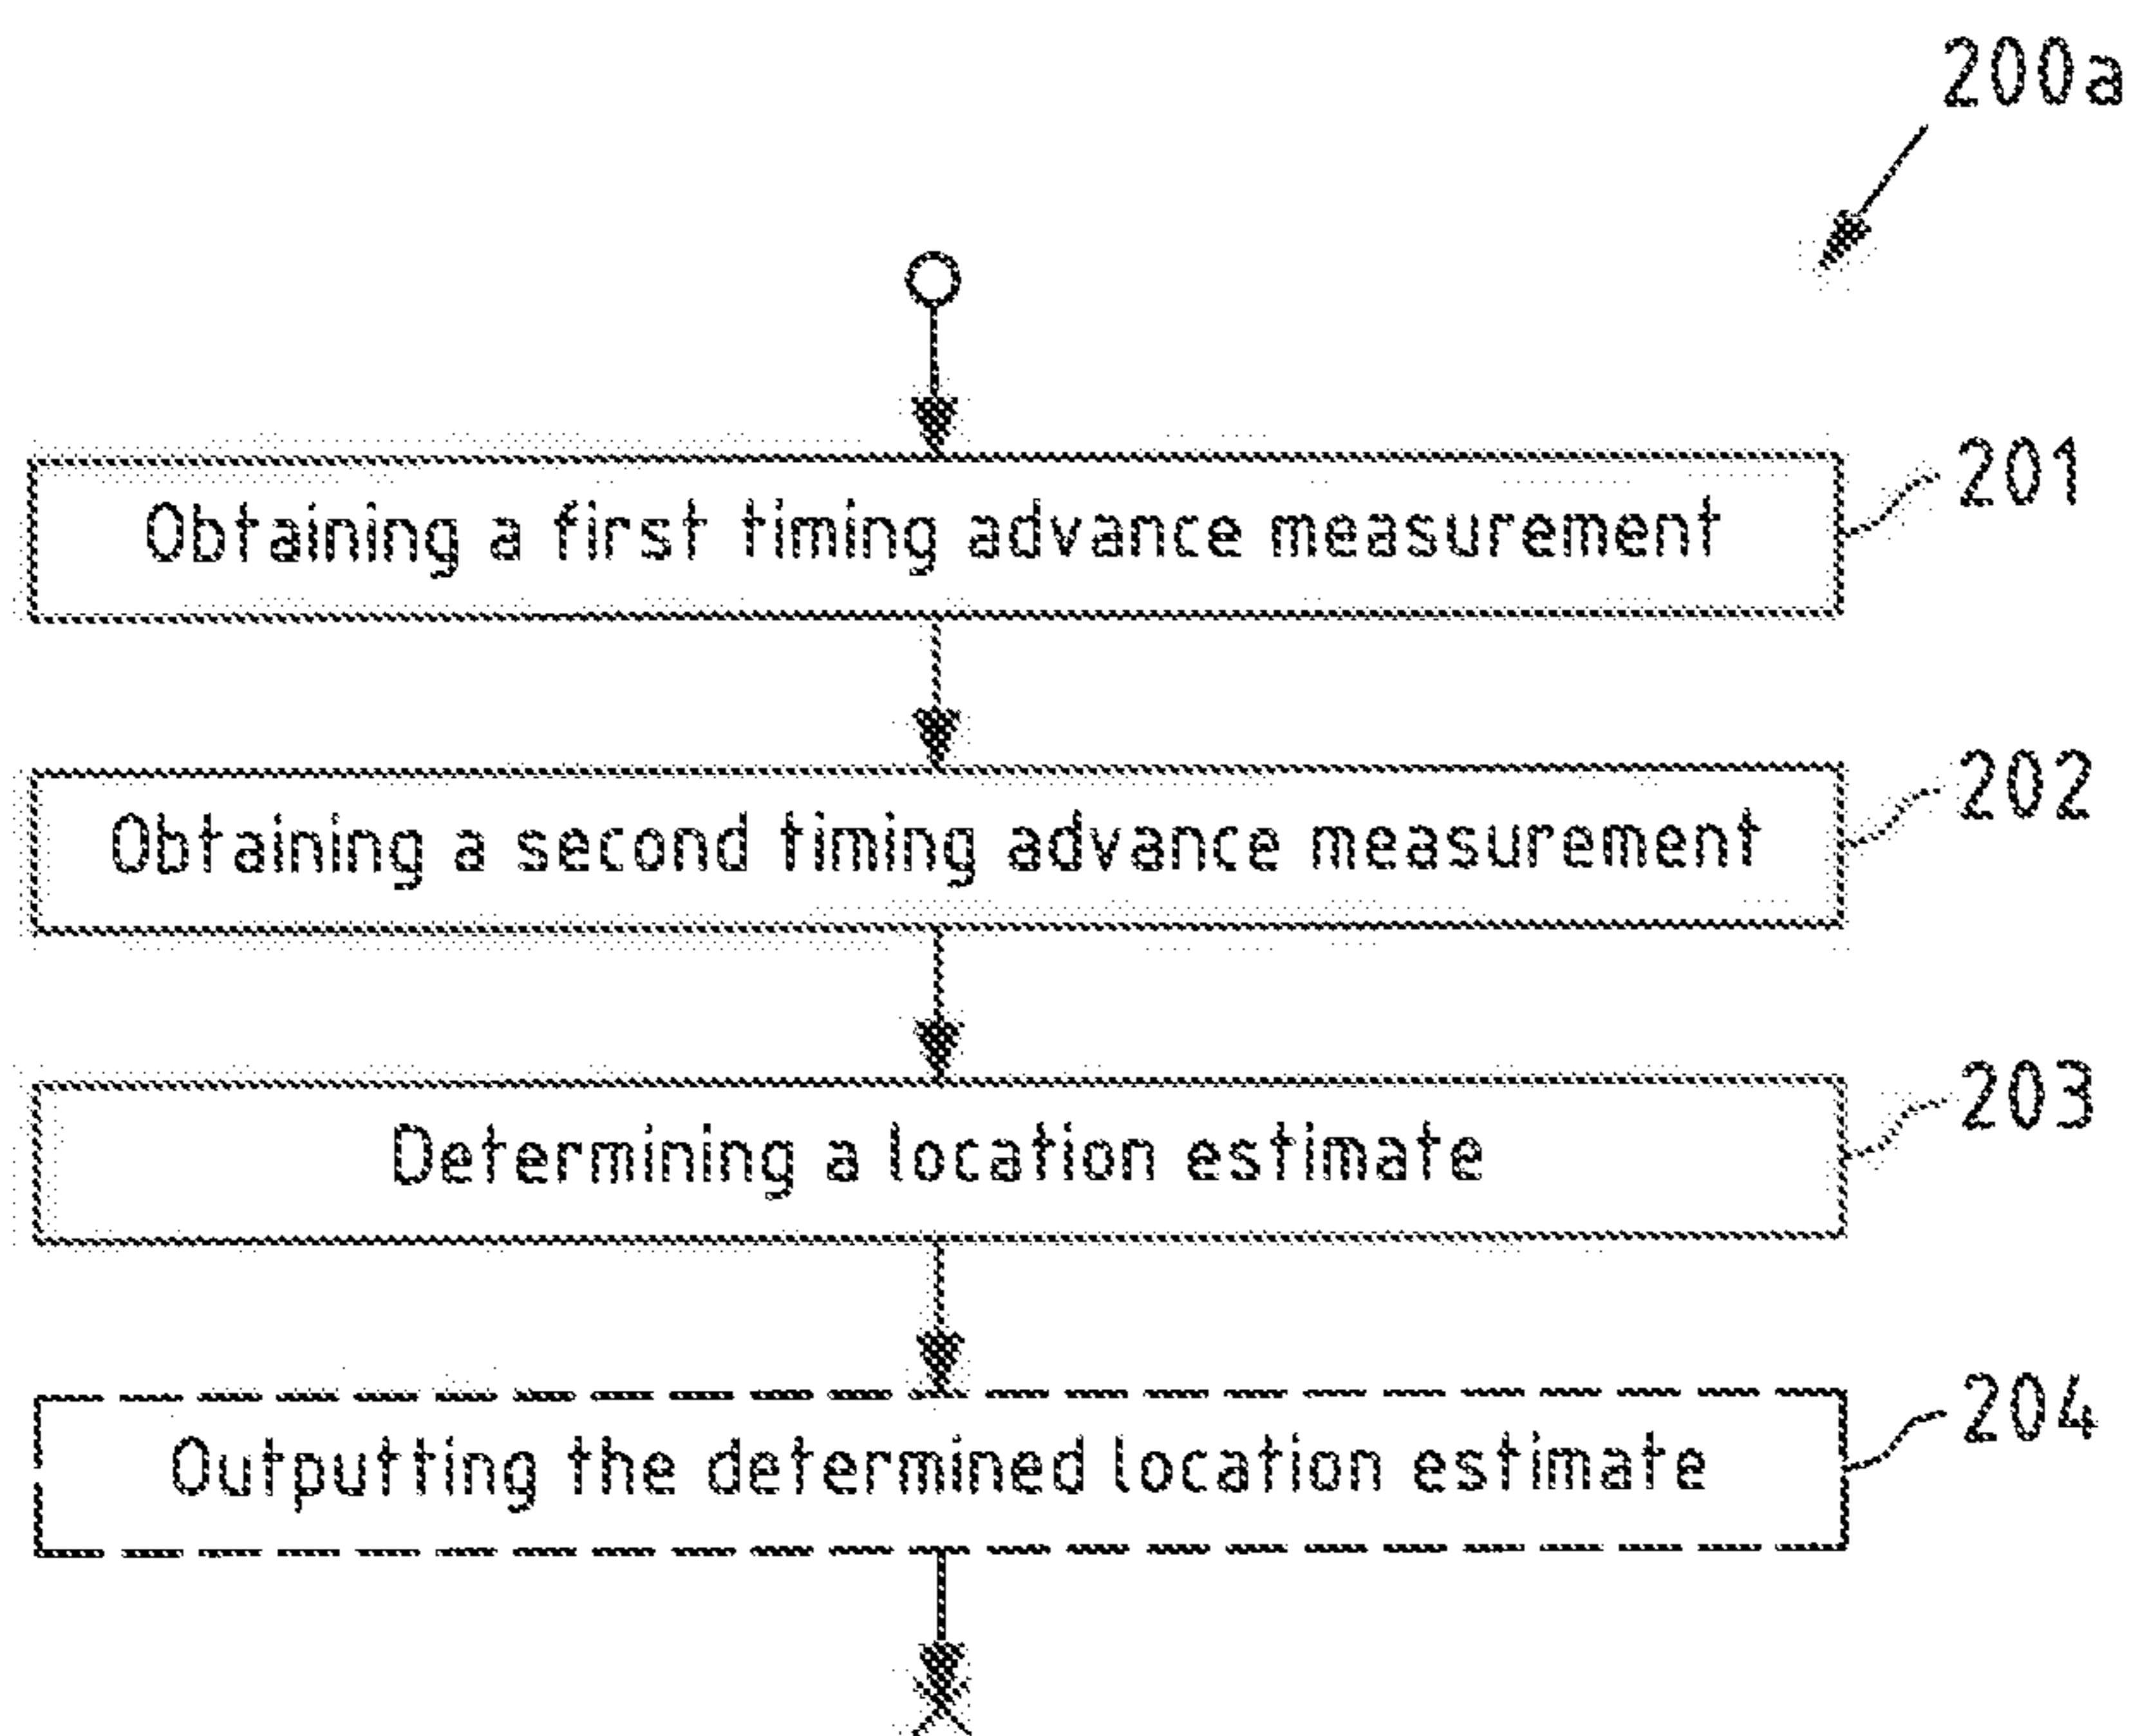 200a
Obtaining a first timing advance measurement
201
Obtaining a second timing advance measurement
202
Determining a location estimate
203
Outputting the determined location estimate
204